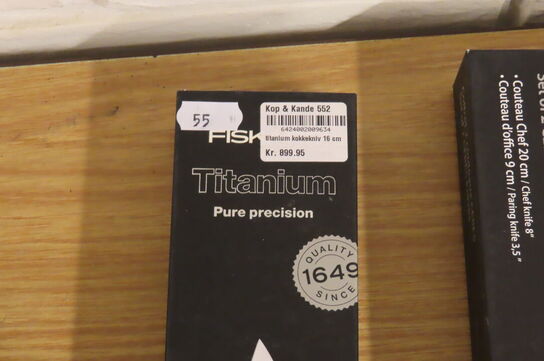 55
Kop & Kande 552
6424002009634
titanium kokkekniv 16 cm
Kr. 899.95
FISK
Titanium
Pure precision
QUALITY
1649
SINCE
• Couteau Chef 20 cm / Chef knife 8"
• Couteau d'office 9 cm / Paring knife 3,5"